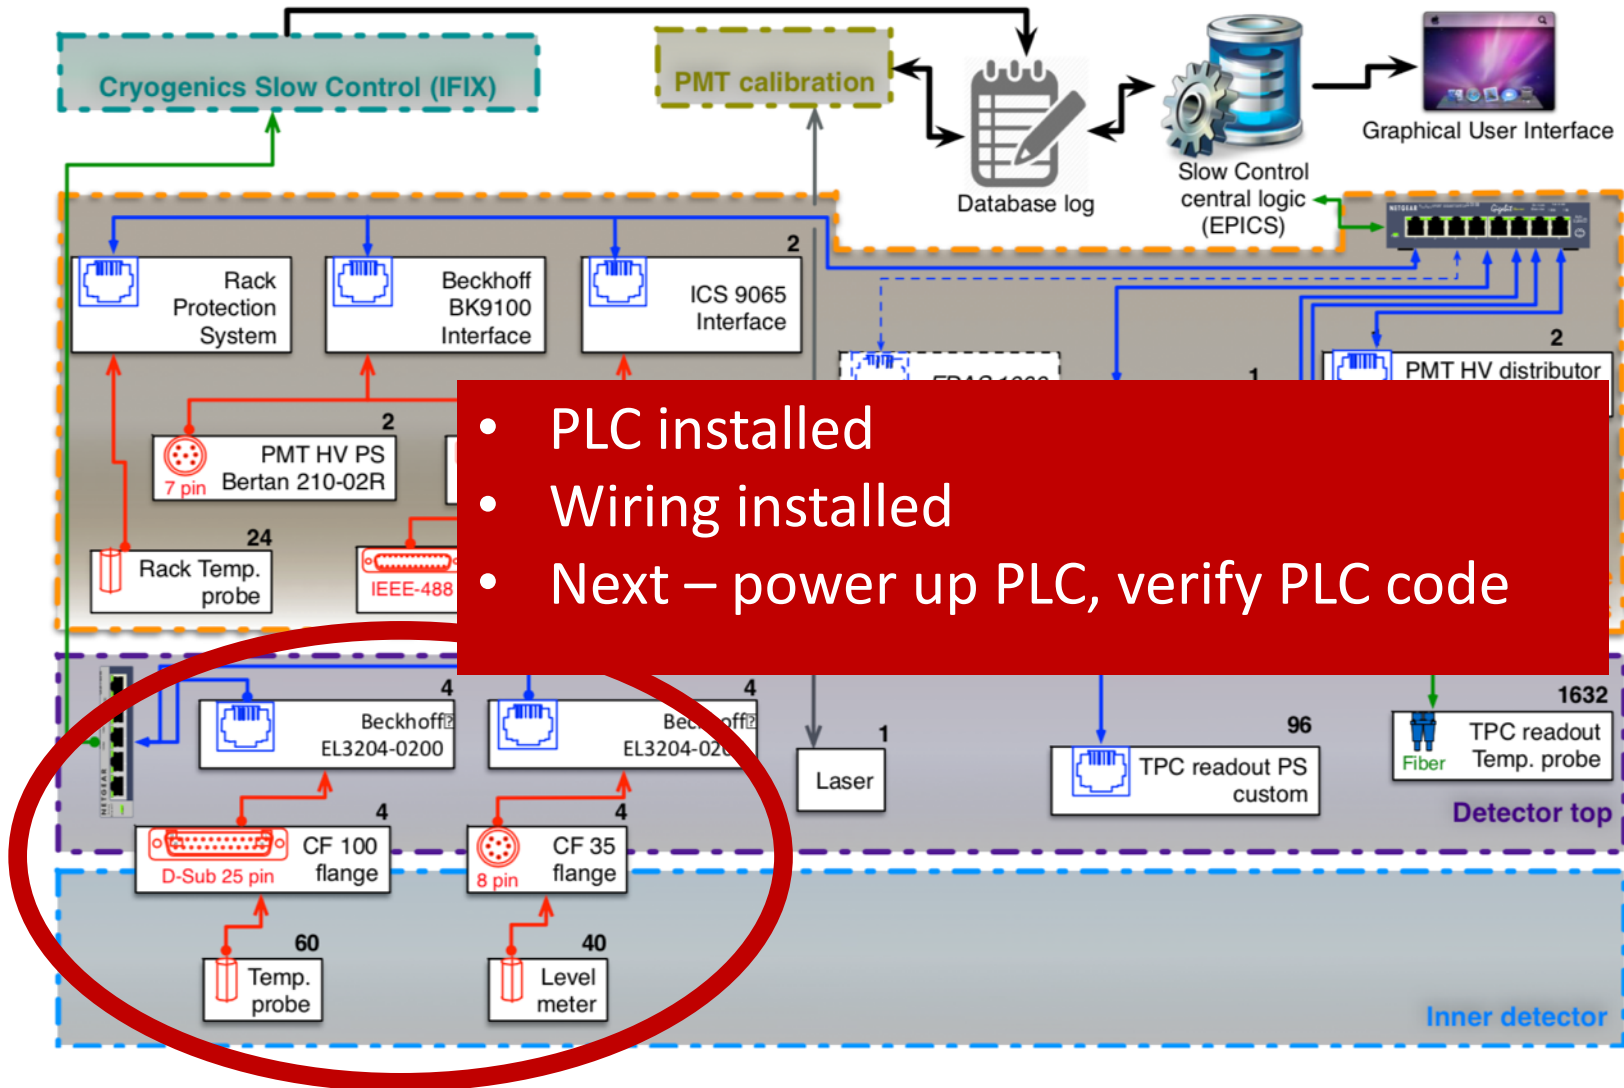 Cryogenics Slow Control (IFIX)
PMT calibration
Database log
Slow Control
central logic
(EPICS)
Graphical User Interface
NETGEAR
Gigabit
Rack
Protection
System
Beckhoff
BK9100
Interface
2
ICS 9065
Interface
1
2
PMT HV distributor
2
7 pin
PMT HV PS
Bertan 210-02R
24
Rack Temp.
probe
IEEE-488
• PLC installed
• Wiring installed
• Next – power up PLC, verify PLC code
NETGEAR
4
Beckhoff
EL3204-0200
4
EL3204-0200
1
Laser
96
TPC readout PS
custom
1632
Fiber
TPC readout
Temp. probe
Detector top
4
D-Sub 25 pin
CF 100
flange
4
8 pin
CF 35
flange
60
Temp.
probe
40
Level
meter
Inner detector